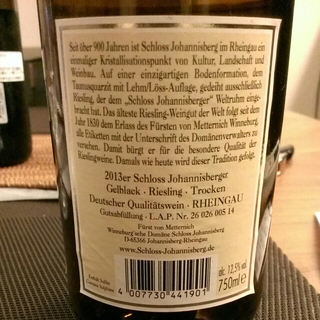 Seit über 900 Jahren ist Schloss Johannisberg im Rheingau ein
einmaliger Kristallisationspunkt von Kultur, Landschaft und
Weinbau. Auf einer einzigartigen Bodenformation, dem
Taunusquarzit mit Lehm/Löss-Auflage, gedeiht ausschließlich
Riesling, der dem „Schloss Johannisberger" Weltruhm einge-
bracht hat. Das älteste Riesling-Weingut der Welt folgt seit dem
Jahr 1830 dem Erlass des Fürsten von Metternich Winneburg,
alle Etiketten mit der Unterschrift des Domänenverwalters zu
versehen. Damit bürgt er für die besondere Qualität der
Rieslingweine. Damals wie heute wird dieser Tradition gefolgt.
2013er Schloss Johannisberger
Gelblack · Riesling · Trocken
Deutscher Qualitätswein · RHEINGAU
Gutsabfüllung · L.A.P. Nr. 26 026 005 14
Fürst von Metternich
Winneburg'sche Domäne Schloss Johannisberg
D-65366 Johannisberg-Rheingau
www.Schloss-Johannisberg.de
Enthält Sulfite
Contains Sulphites
alc. 12,5% vol.
750ml e
4 007730 441901